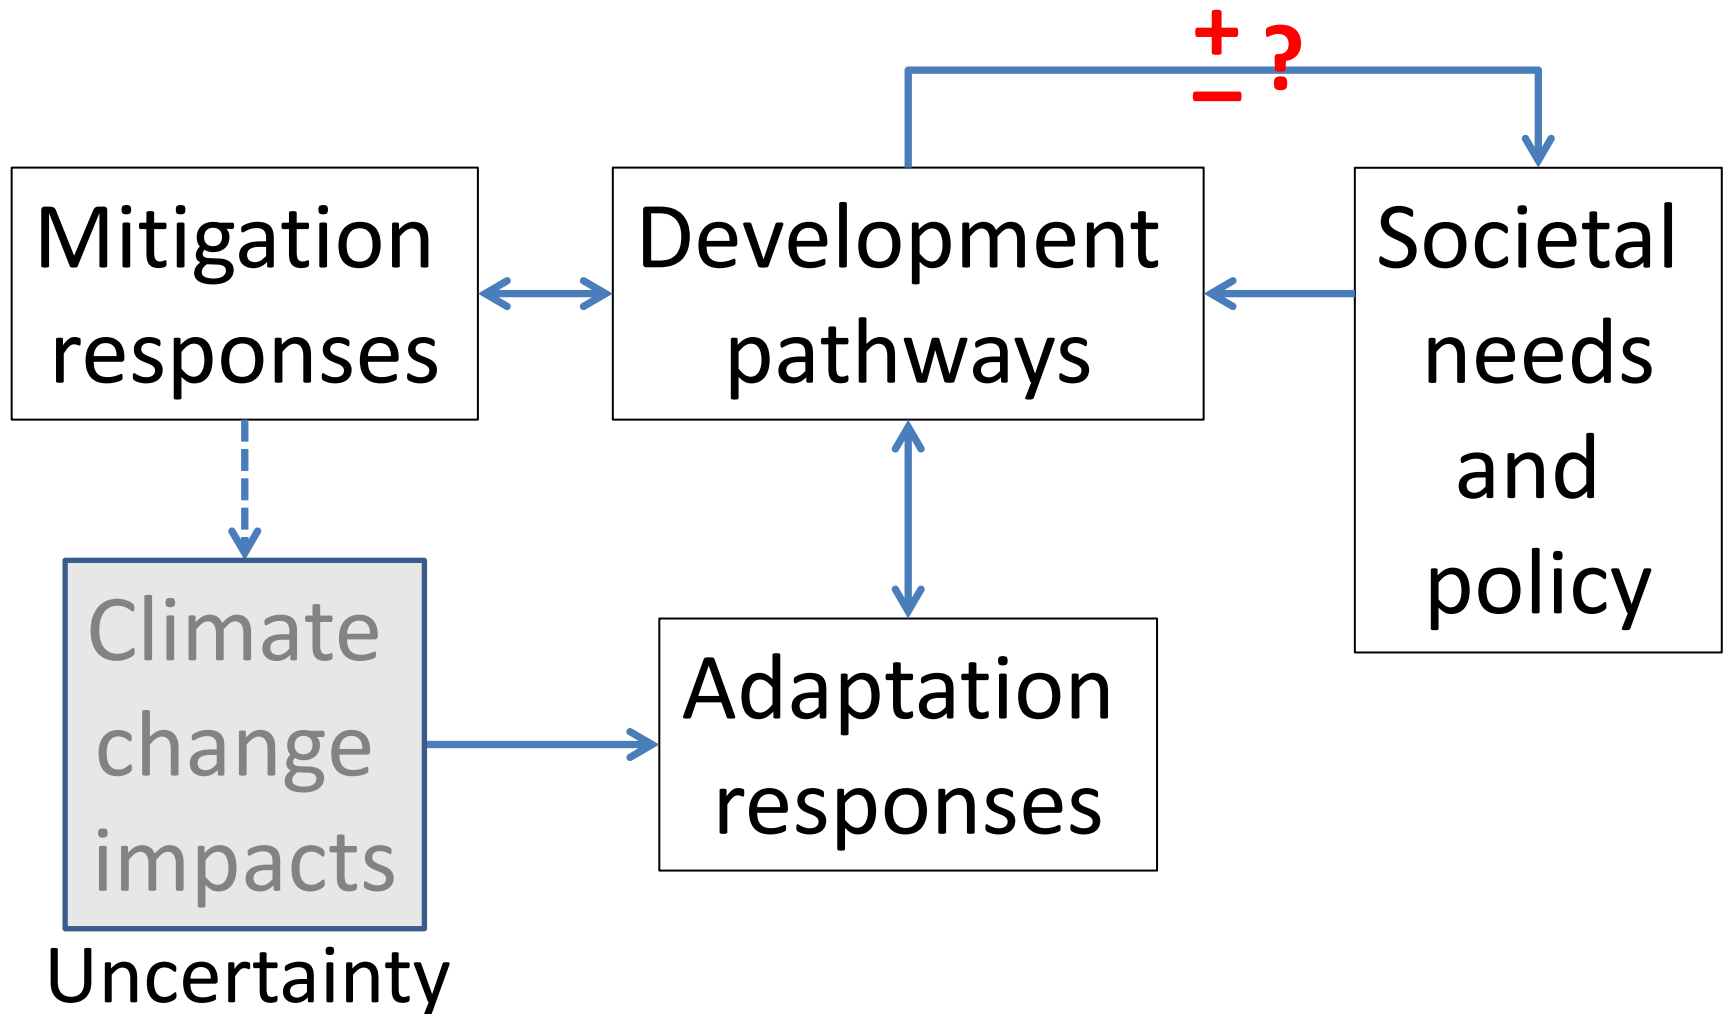 +
− ?
Mitigation
responses
Development
pathways
Societal
needs
and
policy
Climate
change
impacts
Adaptation
responses
Uncertainty